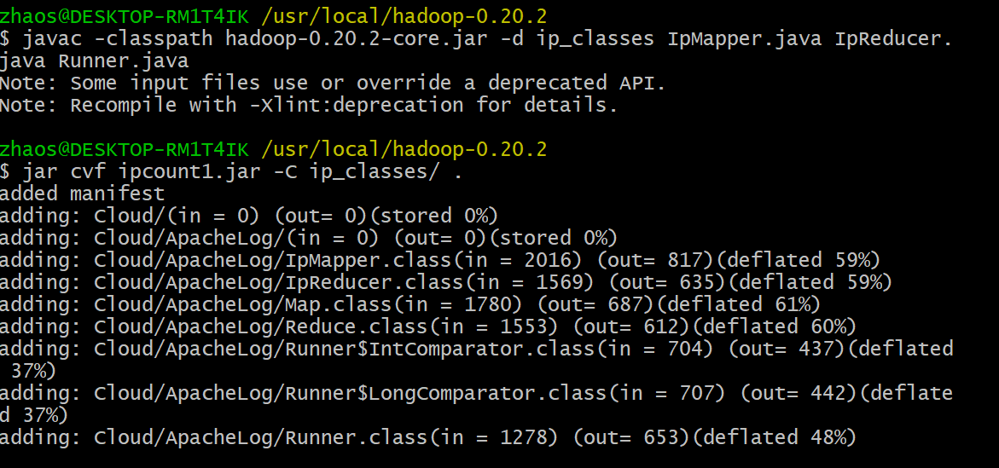 zhaos@DESKTOP-RM1T4IK /usr/local/hadoop-0.20.2
$ javac -classpath hadoop-0.20.2-core.jar -d ip_classes IpMapper.java IpReducer.
java Runner.java
Note: Some input files use or override a deprecated API.
Note: Recompile with -Xlint:deprecation for details.
zhaos@DESKTOP-RM1T4IK /usr/local/hadoop-0.20.2
$ jar cvf ipcount1.jar -C ip_classes/ .
added manifest
adding: Cloud/(in = 0) (out= 0)(stored 0%)
adding: Cloud/ApacheLog/(in = 0) (out= 0)(stored 0%)
adding: Cloud/ApacheLog/IpMapper.class(in = 2016) (out= 817)(deflated 59%)
adding: Cloud/ApacheLog/IpReducer.class(in = 1569) (out= 635)(deflated 59%)
adding: Cloud/ApacheLog/Map.class(in = 1780) (out= 687)(deflated 61%)
adding: Cloud/ApacheLog/Reduce.class(in = 1553) (out= 612)(deflated 60%)
adding: Cloud/ApacheLog/Runner$IntComparator.class(in = 704) (out= 437)(deflated
 37%)
adding: Cloud/ApacheLog/Runner$LongComparator.class(in = 707) (out= 442)(deflate
d 37%)
adding: Cloud/ApacheLog/Runner.class(in = 1278) (out= 653)(deflated 48%)